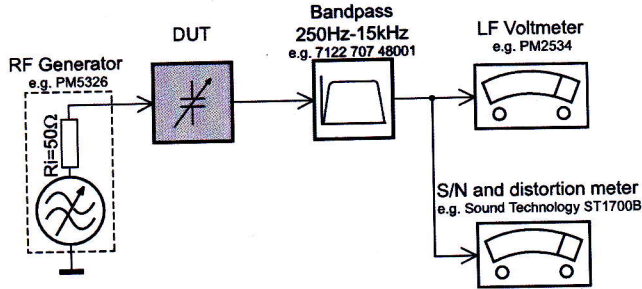 RF Generator
e.g. PM5326
Ri=50Ω
DUT
Bandpass
250Hz-15kHz
e.g. 7122 707 48001
LF Voltmeter
e.g. PM2534
S/N and distortion meter
e.g. Sound Technology ST1700B